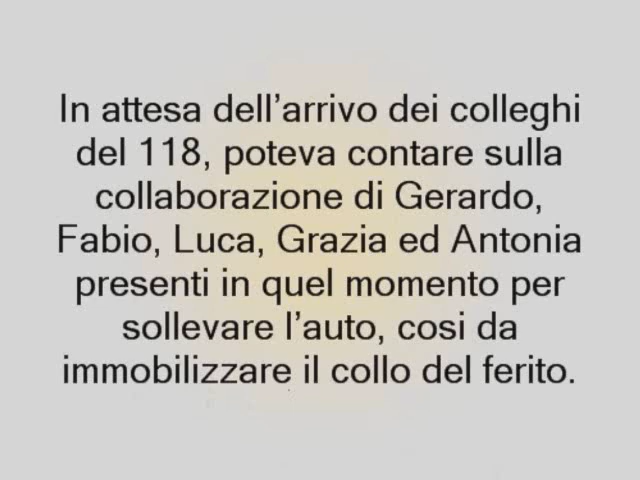 In attesa dell’arrivo dei colleghi
del 118, poteva contare sulla
collaborazione di Gerardo,
Fabio, Luca, Grazia ed Antonia
presenti in quel momento per
sollevare l’auto, cosi da
immobilizzare il collo del ferito.